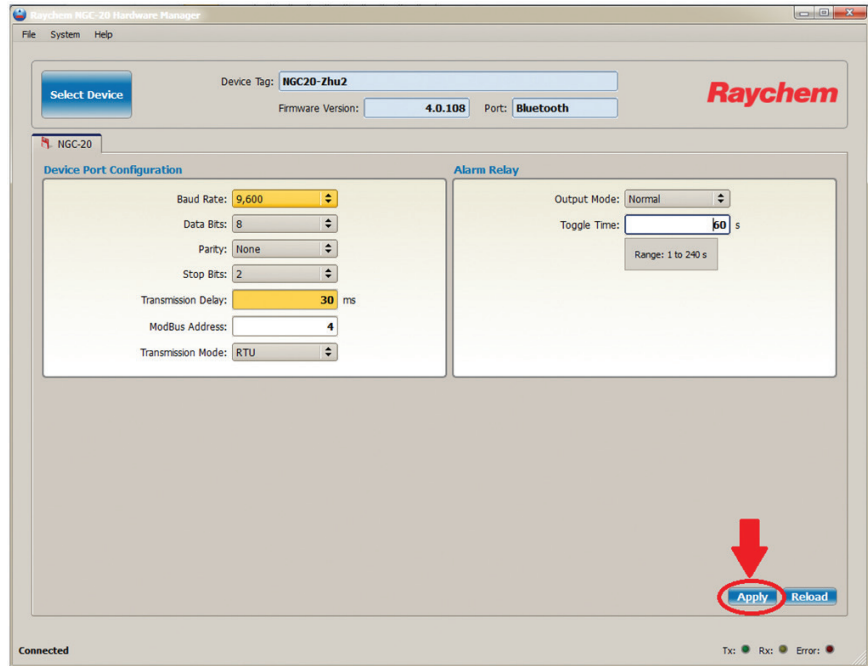 Raychem NGC-20 Hardware Manager
File System Help
Select Device
Device Tag: NGC20-Zhu2
Firmware Version: 4.0.108 Port: Bluetooth
Raychem
NGC-20
Device Port Configuration
Baud Rate: 9,600
Data Bits: 8
Parity: None
Stop Bits: 2
Transmission Delay: 30 ms
ModBus Address: 4
Transmission Mode: RTU
Alarm Relay
Output Mode: Normal
Toggle Time: 60 s
Range: 1 to 240 s
Apply Reload
Connected Tx: Rx: Error: